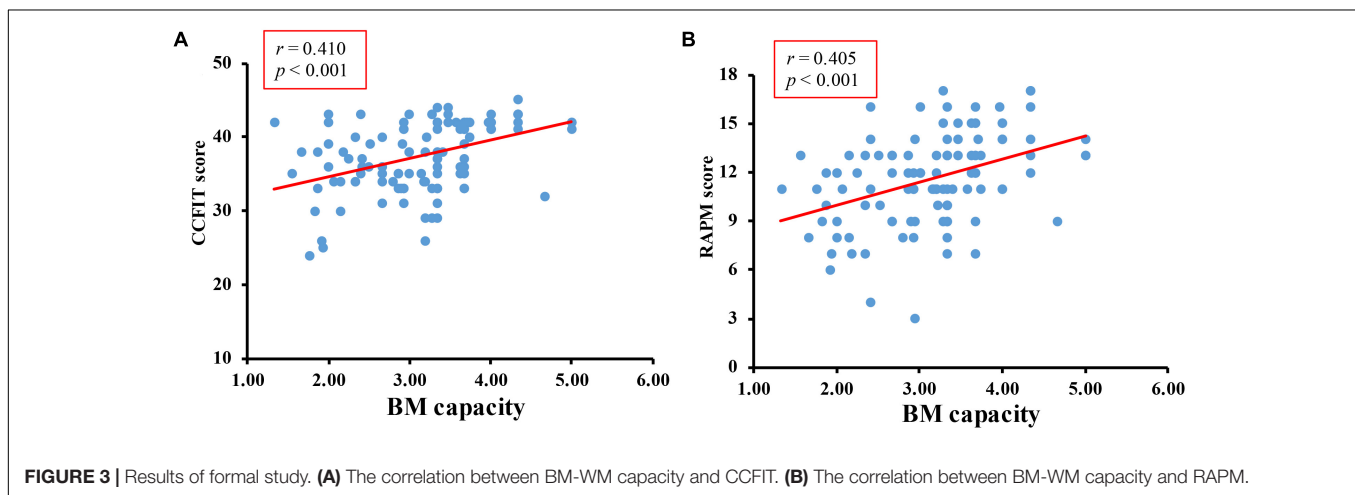 A
r = 0.410
p < 0.001
50
40
30
20
10
CCFIT score
1.00 2.00 3.00 4.00 5.00 6.00
BM capacity
B
r = 0.405
p < 0.001
18
15
12
9
6
3
0
RAPM score
1.00 2.00 3.00 4.00 5.00 6.00
BM capacity
FIGURE 3 | Results of formal study. (A) The correlation between BM-WM capacity and CCFIT. (B) The correlation between BM-WM capacity and RAPM.